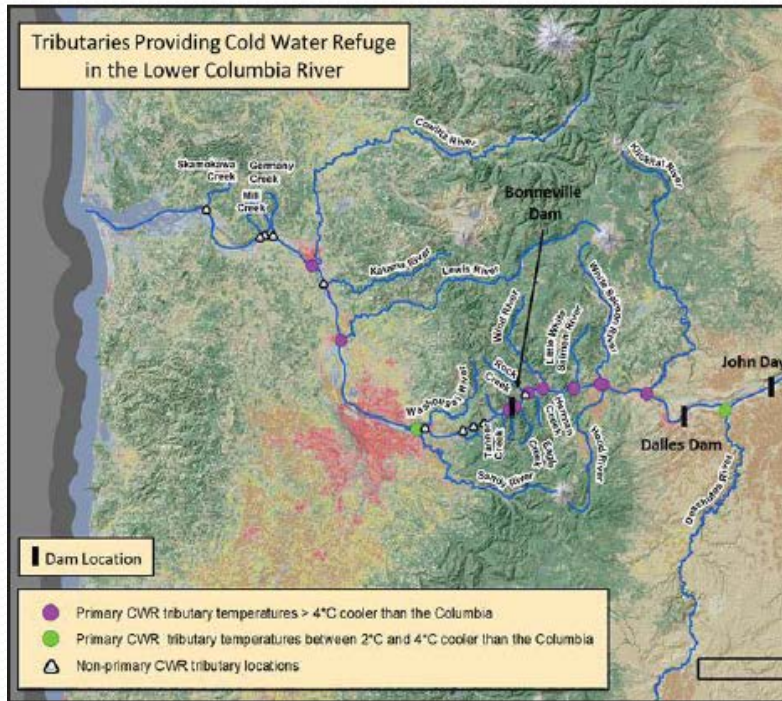 Tributaries Providing Cold Water Refuge
in the Lower Columbia River
Cowlitz River
Klickitat River
Skamokawa
Creek
Germany
Creek
Mill
Creek
Bonneville
Dam
Kalama River
Lewis River
White Salmon River
Wind River
Little White
Salmon River
Washougal River
Rock
Creek
John Day
Herman
Creek
Tanner
Creek
Eagle
Creek
Hood River
Dalles Dam
Sandy River
Deschutes River
Dam Location
Primary CWR tributary temperatures > 4°C cooler than the Columbia
Primary CWR tributary temperatures between 2°C and 4°C cooler than the Columbia
Non-primary CWR tributary locations